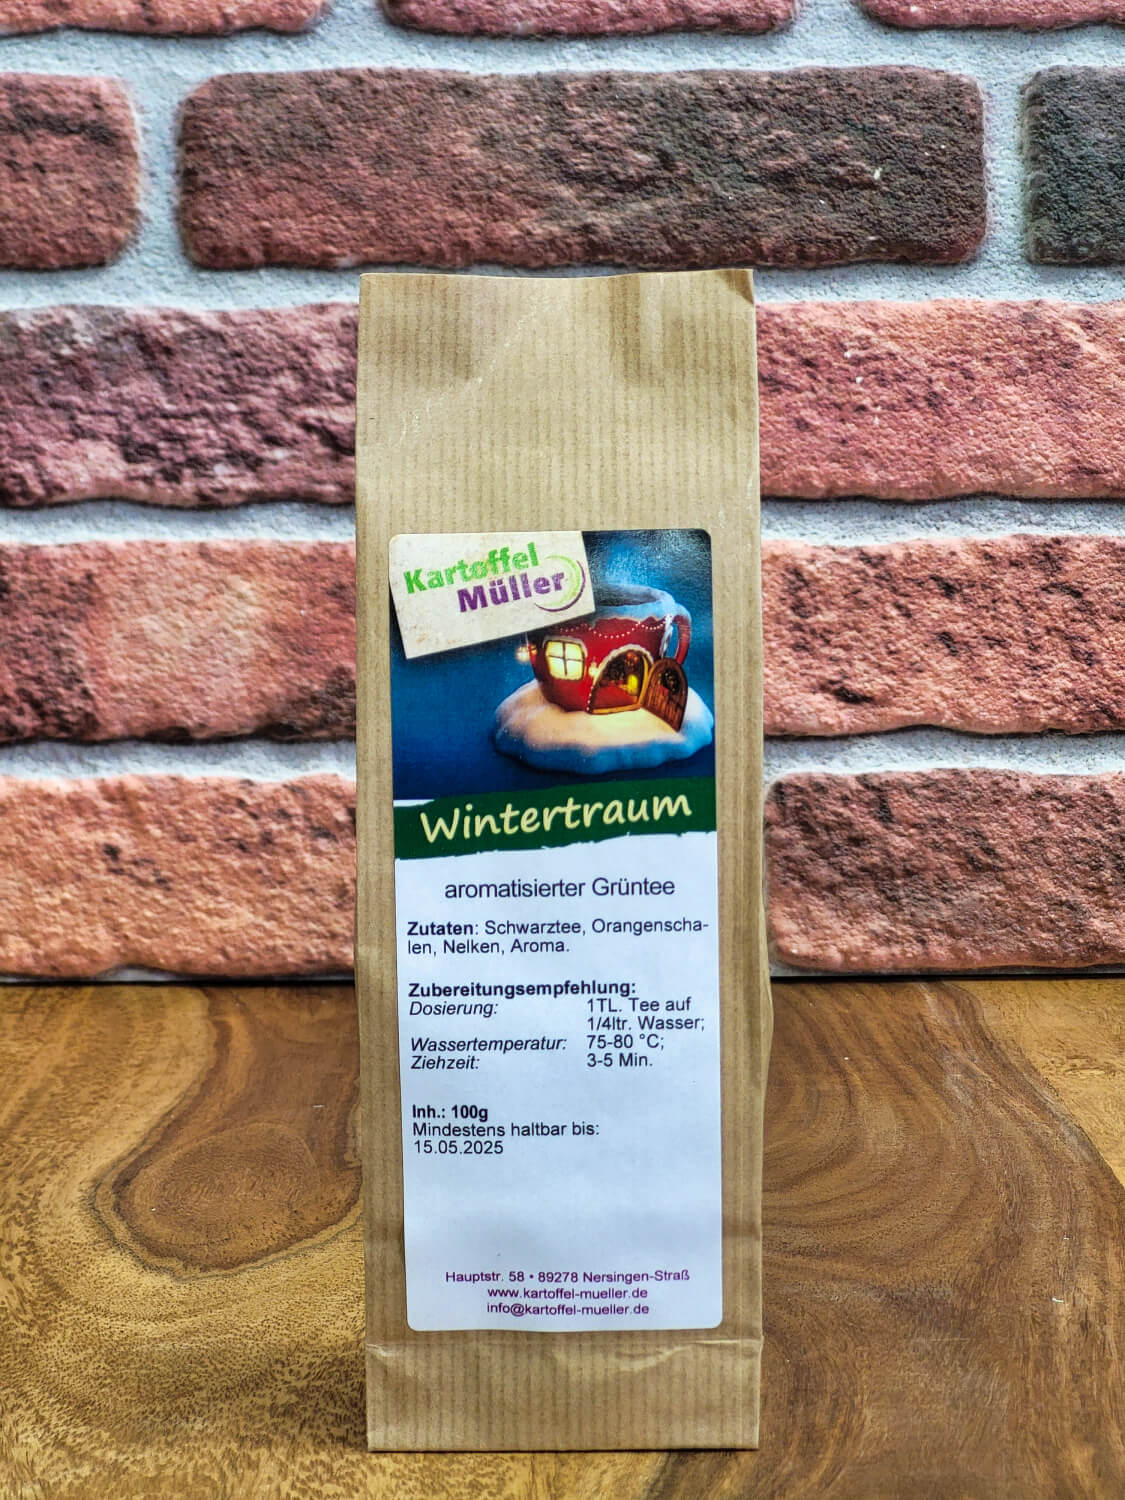 Kartoffel
Müller
Wintertraum
aromatisierter Grüntee
Zutaten: Schwarztee, Orangenscha-
len, Nelken, Aroma.
Zubereitungsempfehlung:
Dosierung: 1TL. Tee auf
1/4ltr. Wasser;
Wassertemperatur: 75-80 °C;
Ziehzeit: 3-5 Min.
Inh.: 100g
Mindestens haltbar bis:
15.05.2025
Hauptstr. 58 • 89278 Nersingen-Straß
www.kartoffel-mueller.de
info@kartoffel-mueller.de